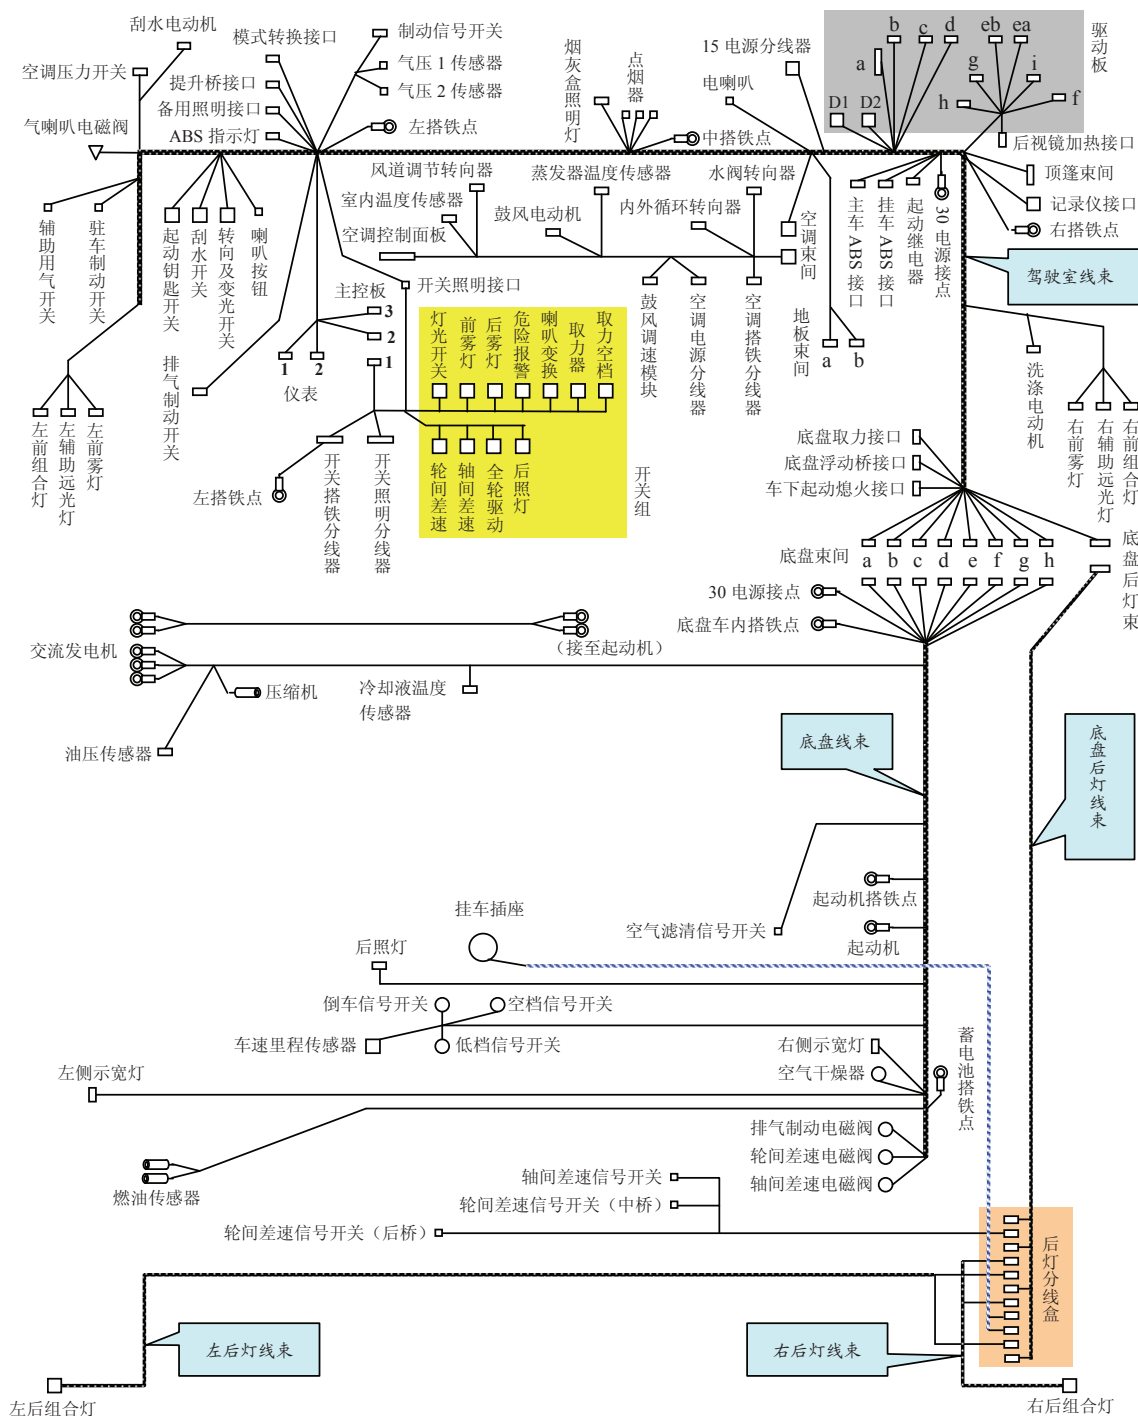 刮水电动机
空调压力开关
气喇叭电磁阀
模式转换接口
提升桥接口
备用照明接口
ABS 指示灯
制动信号开关
气压 1 传感器
气压 2 传感器
左搭铁点
烟灰盒照明灯
点烟器
中搭铁点
15 电源分线器
电喇叭
驱动板
b
c
d
eb
ea
a
g
i
D1
D2
h
f
后视镜加热接口
顶篷束间
记录仪接口
右搭铁点
辅助用气开关
驻车制动开关
起动钥匙开关
刮水开关
转向及变光开关
喇叭按钮
风道调节转向器
室内温度传感器
空调控制面板
蒸发器温度传感器
鼓风电动机
水阀转向器
内外循环转向器
空调束间
主车 ABS 接口
挂车 ABS 接口
起动继电器
30 电源接点
驾驶室线束
开关照明接口
主控板
3
2
1
1
2
仪表
排气制动开关
灯光开关
前雾灯
后雾灯
危险报警
喇叭变换
取力器
取力空档
轮间差速
轴间差速
全轮驱动
后照灯
开关组
鼓风调速模块
空调电源分线器
空调搭铁分线器
地板束间
a
b
洗涤电动机
右前雾灯
右辅助远光灯
右前组合灯
左前组合灯
左辅助远光灯
左前雾灯
左搭铁点
开关搭铁分线器
开关照明分线器
底盘取力接口
底盘浮动桥接口
车下起动熄火接口
底盘束间
a
b
c
d
e
f
g
h
底盘后灯束
30 电源接点
底盘车内搭铁点
（接至起动机）
交流发电机
压缩机
冷却液温度
传感器
油压传感器
底盘线束
底盘后灯线束
起动机搭铁点
空气滤清信号开关
起动机
挂车插座
后照灯
倒车信号开关
空档信号开关
车速里程传感器
低档信号开关
右侧示宽灯
空气干燥器
蓄电池搭铁点
左侧示宽灯
排气制动电磁阀
轮间差速电磁阀
轴间差速电磁阀
燃油传感器
轴间差速信号开关
轮间差速信号开关（中桥）
轮间差速信号开关（后桥）
后灯分线盒
左后灯线束
右后灯线束
左后组合灯
右后组合灯